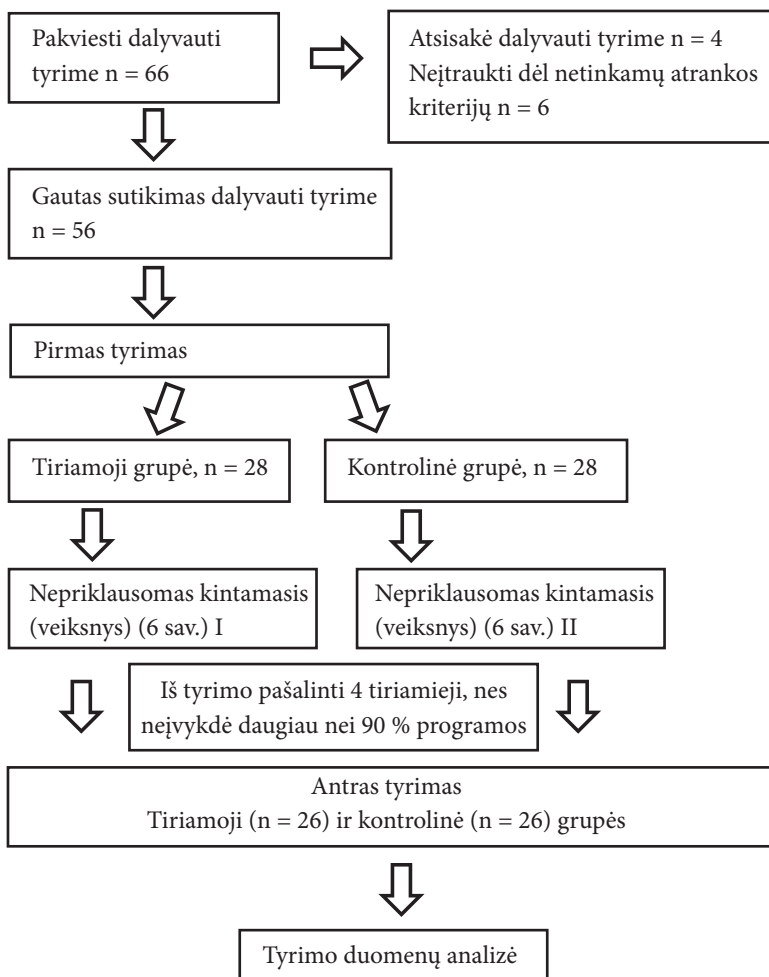 Pakviesti dalyvauti
tyrime n = 66
Atsisakė dalyvauti tyrime n = 4
Neįtraukti dėl netinkamų atrankos
kriterijų n = 6
Gautas sutikimas dalyvauti tyrime
n = 56
Pirmas tyrimas
Tiriamoji grupė, n = 28
Kontrolinė grupė, n = 28
Nepriklausomas kintamasis
(veiksnys) (6 sav.) I
Nepriklausomas kintamasis
(veiksnys) (6 sav.) II
Iš tyrimo pašalinti 4 tiriamieji, nes
neįvykdė daugiau nei 90 % programos
Antras tyrimas
Tiriamoji (n = 26) ir kontrolinė (n = 26) grupės
Tyrimo duomenų analizė